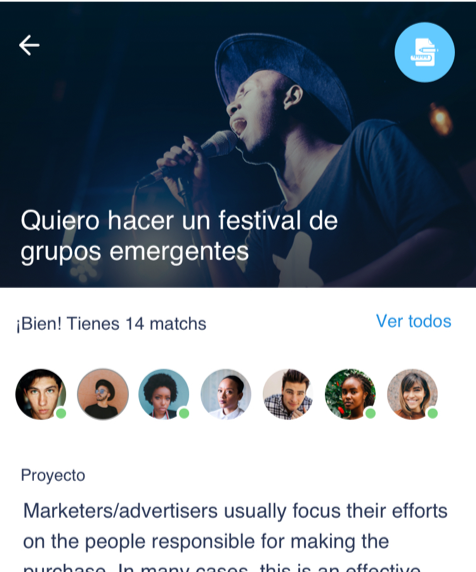 Quiero hacer un festival de
grupos emergentes
¡Bien! Tienes 14 matchs
Ver todos
Proyecto
Marketers/advertisers usually focus their efforts
on the people responsible for making the
purchase. In many cases, this is an effective